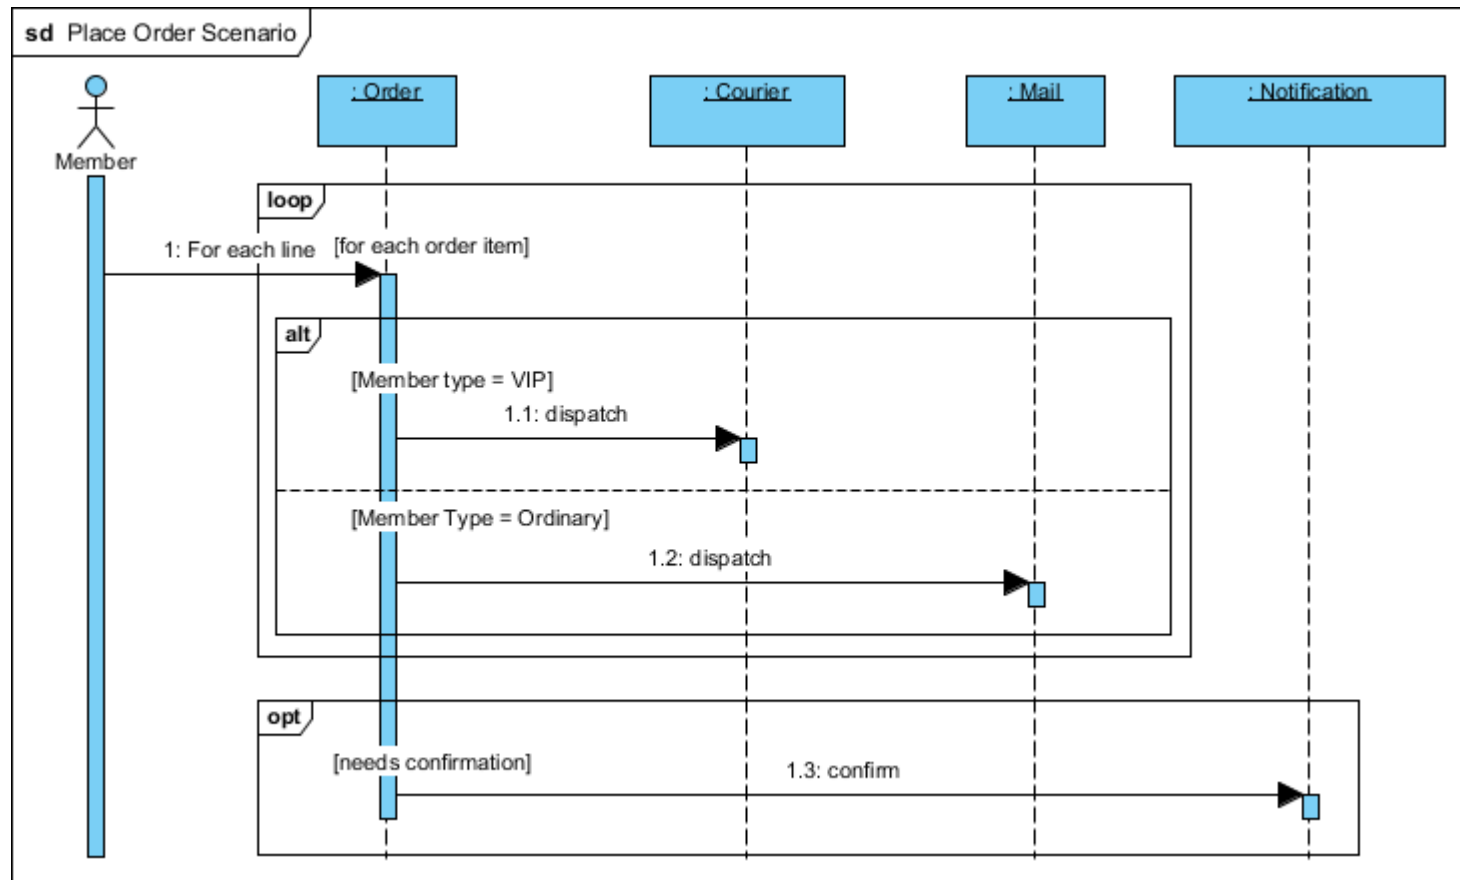 sd Place Order Scenario
Member
: Order
: Courier
: Mail
: Notification
loop
1: For each line
[for each order item]
alt
[Member type = VIP]
1.1: dispatch
[Member Type = Ordinary]
1.2: dispatch
opt
[needs confirmation]
1.3: confirm